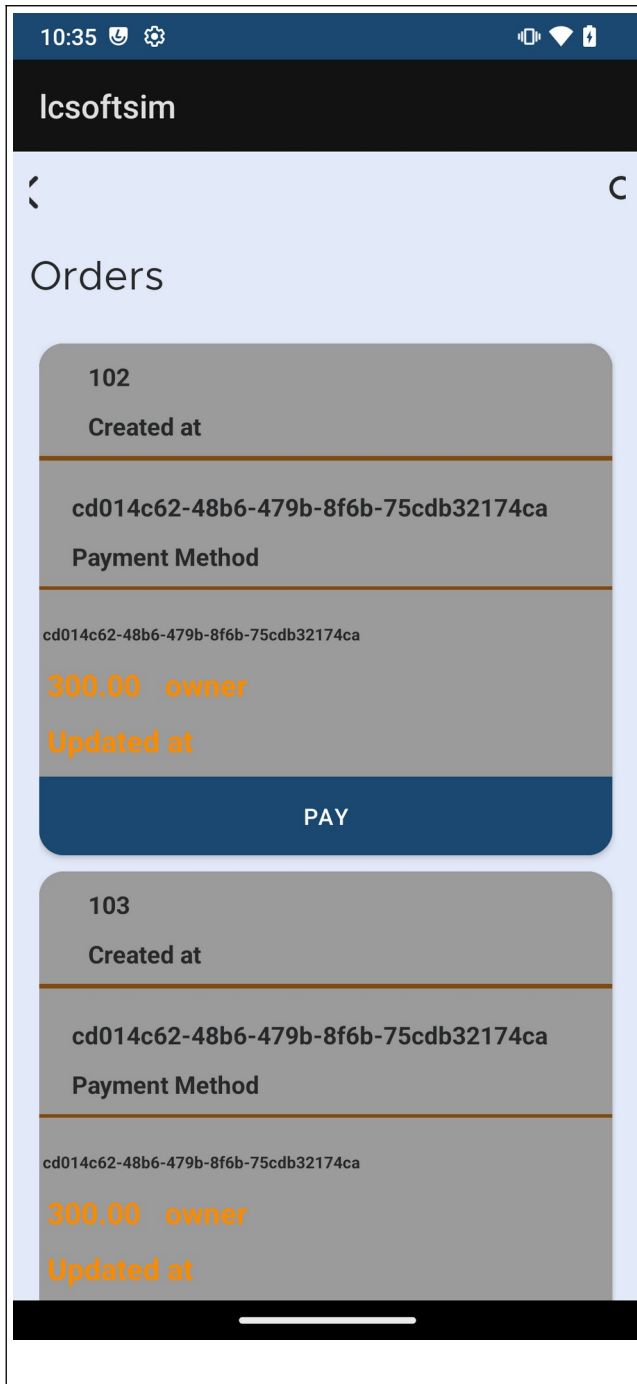 10:35
lcsoftsim
Orders
102
Created at
cd014c62-48b6-479b-8f6b-75cdb32174ca
Payment Method
cd014c62-48b6-479b-8f6b-75cdb32174ca
300.00 owner
Updated at
PAY
103
Created at
cd014c62-48b6-479b-8f6b-75cdb32174ca
Payment Method
cd014c62-48b6-479b-8f6b-75cdb32174ca
300.00 owner
Updated at